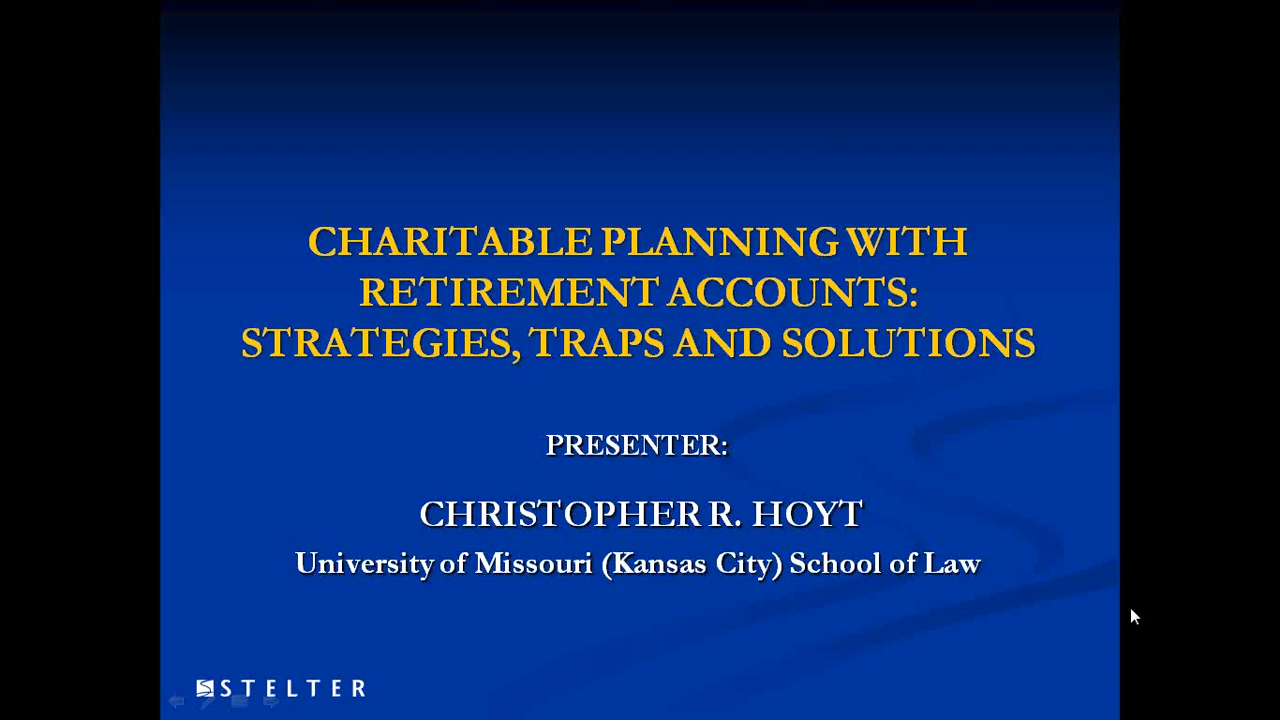 CHARITABLE PLANNING WITH
RETIREMENT ACCOUNTS:
STRATEGIES, TRAPS AND SOLUTIONS
PRESENTER:
CHRISTOPHER R. HOYT
University of Missouri (Kansas City) School of Law
STELTER